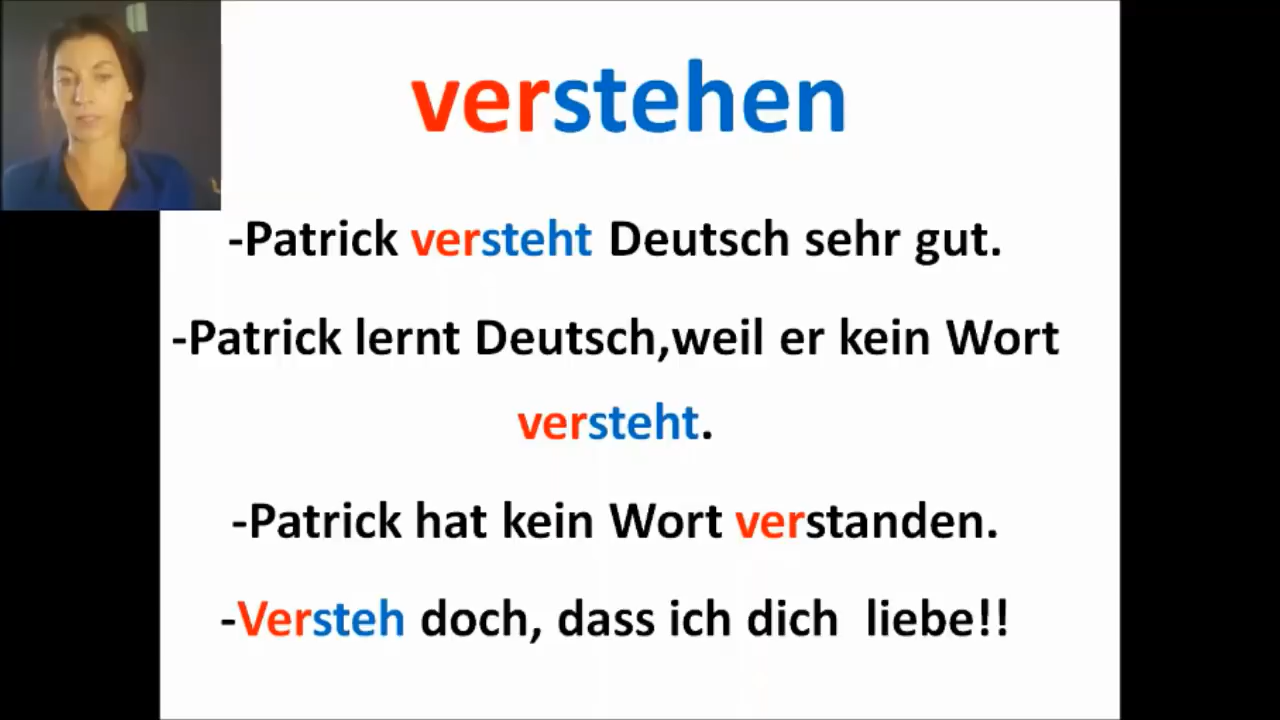 verstehen
-Patrick versteht Deutsch sehr gut.
-Patrick lernt Deutsch,weil er kein Wort
versteht.
-Patrick hat kein Wort verstanden.
-Versteh doch, dass ich dich  liebe!!